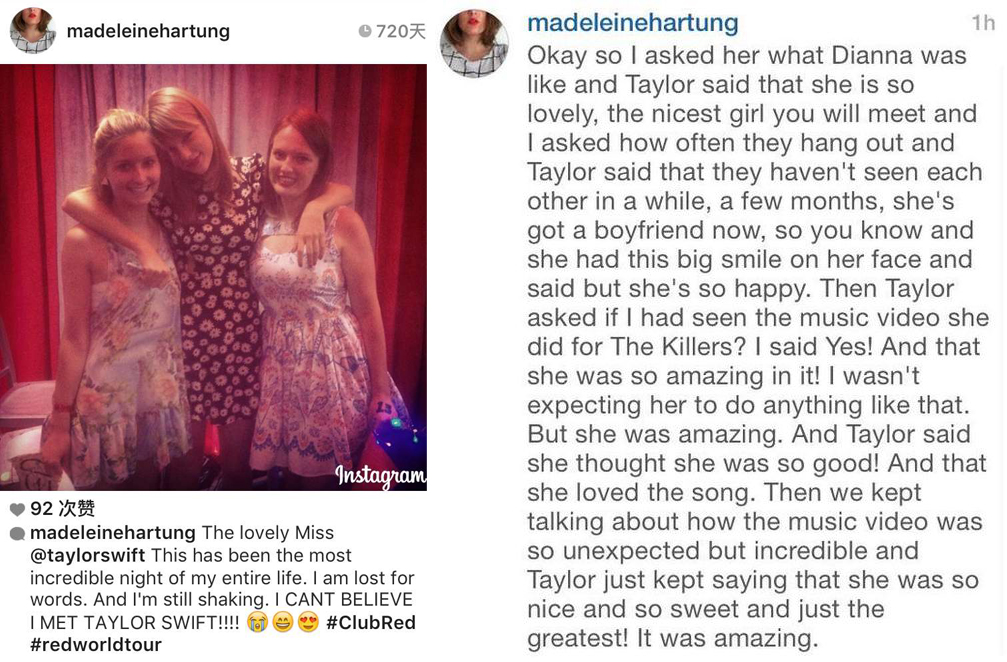 madeleinehartung
720天
Instagram
92 次赞
madeleinehartung The lovely Miss
@taylorswift This has been the most
incredible night of my entire life. I am lost for
words. And I'm still shaking. I CANT BELIEVE
I MET TAYLOR SWIFT!!!! 😭😄😍 #ClubRed
#redworldtour
madeleinehartung
1h
Okay so I asked her what Dianna was
like and Taylor said that she is so
lovely, the nicest girl you will meet and
I asked how often they hang out and
Taylor said that they haven't seen each
other in a while, a few months, she's
got a boyfriend now, so you know and
she had this big smile on her face and
said but she's so happy. Then Taylor
asked if I had seen the music video she
did for The Killers? I said Yes! And that
she was so amazing in it! I wasn't
expecting her to do anything like that.
But she was amazing. And Taylor said
she thought she was so good! And that
she loved the song. Then we kept
talking about how the music video was
so unexpected but incredible and
Taylor just kept saying that she was so
nice and so sweet and just the
greatest! It was amazing.